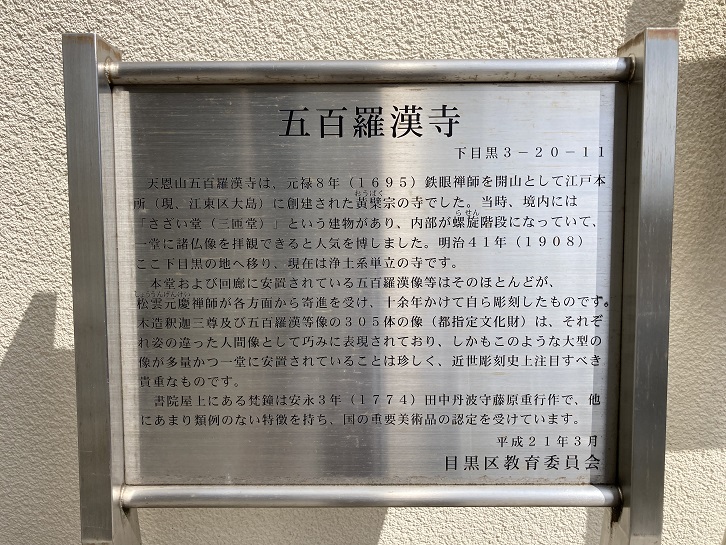 五百羅漢寺
下目黒3−20−11
天恩山五百羅漢寺は、元禄8年（1695）鉄眼禅師を開山として江戸本
所（現、江東区大島）に創建された黄檗宗の寺でした。当時、境内には
おうばく
「さざい堂（三匝堂）」という建物があり、内部が螺旋階段になっていて、
らせん
一堂に諸仏像を拝観できると人気を博しました。明治41年（1908）
ここ下目黒の地へ移り、現在は浄土系単立の寺です。
本堂および回廊に安置されている五百羅漢像等はそのほとんどが、
しょううんげんけい
松雲元慶禅師が各方面から寄進を受け、十余年かけて自ら彫刻したものです。
木造釈迦三尊及び五百羅漢等像の305体の像（都指定文化財）は、それぞ
れ姿の違った人間像として巧みに表現されており、しかもこのような大型の
像が多量かつ一堂に安置されていることは珍しく、近世彫刻史上注目すべき
貴重なものです。
書院屋上にある梵鐘は安永3年（1774）田中丹波守藤原重行作で、他
にあまり類例のない特徴を持ち、国の重要美術品の認定を受けています。
平成21年3月
目黒区教育委員会